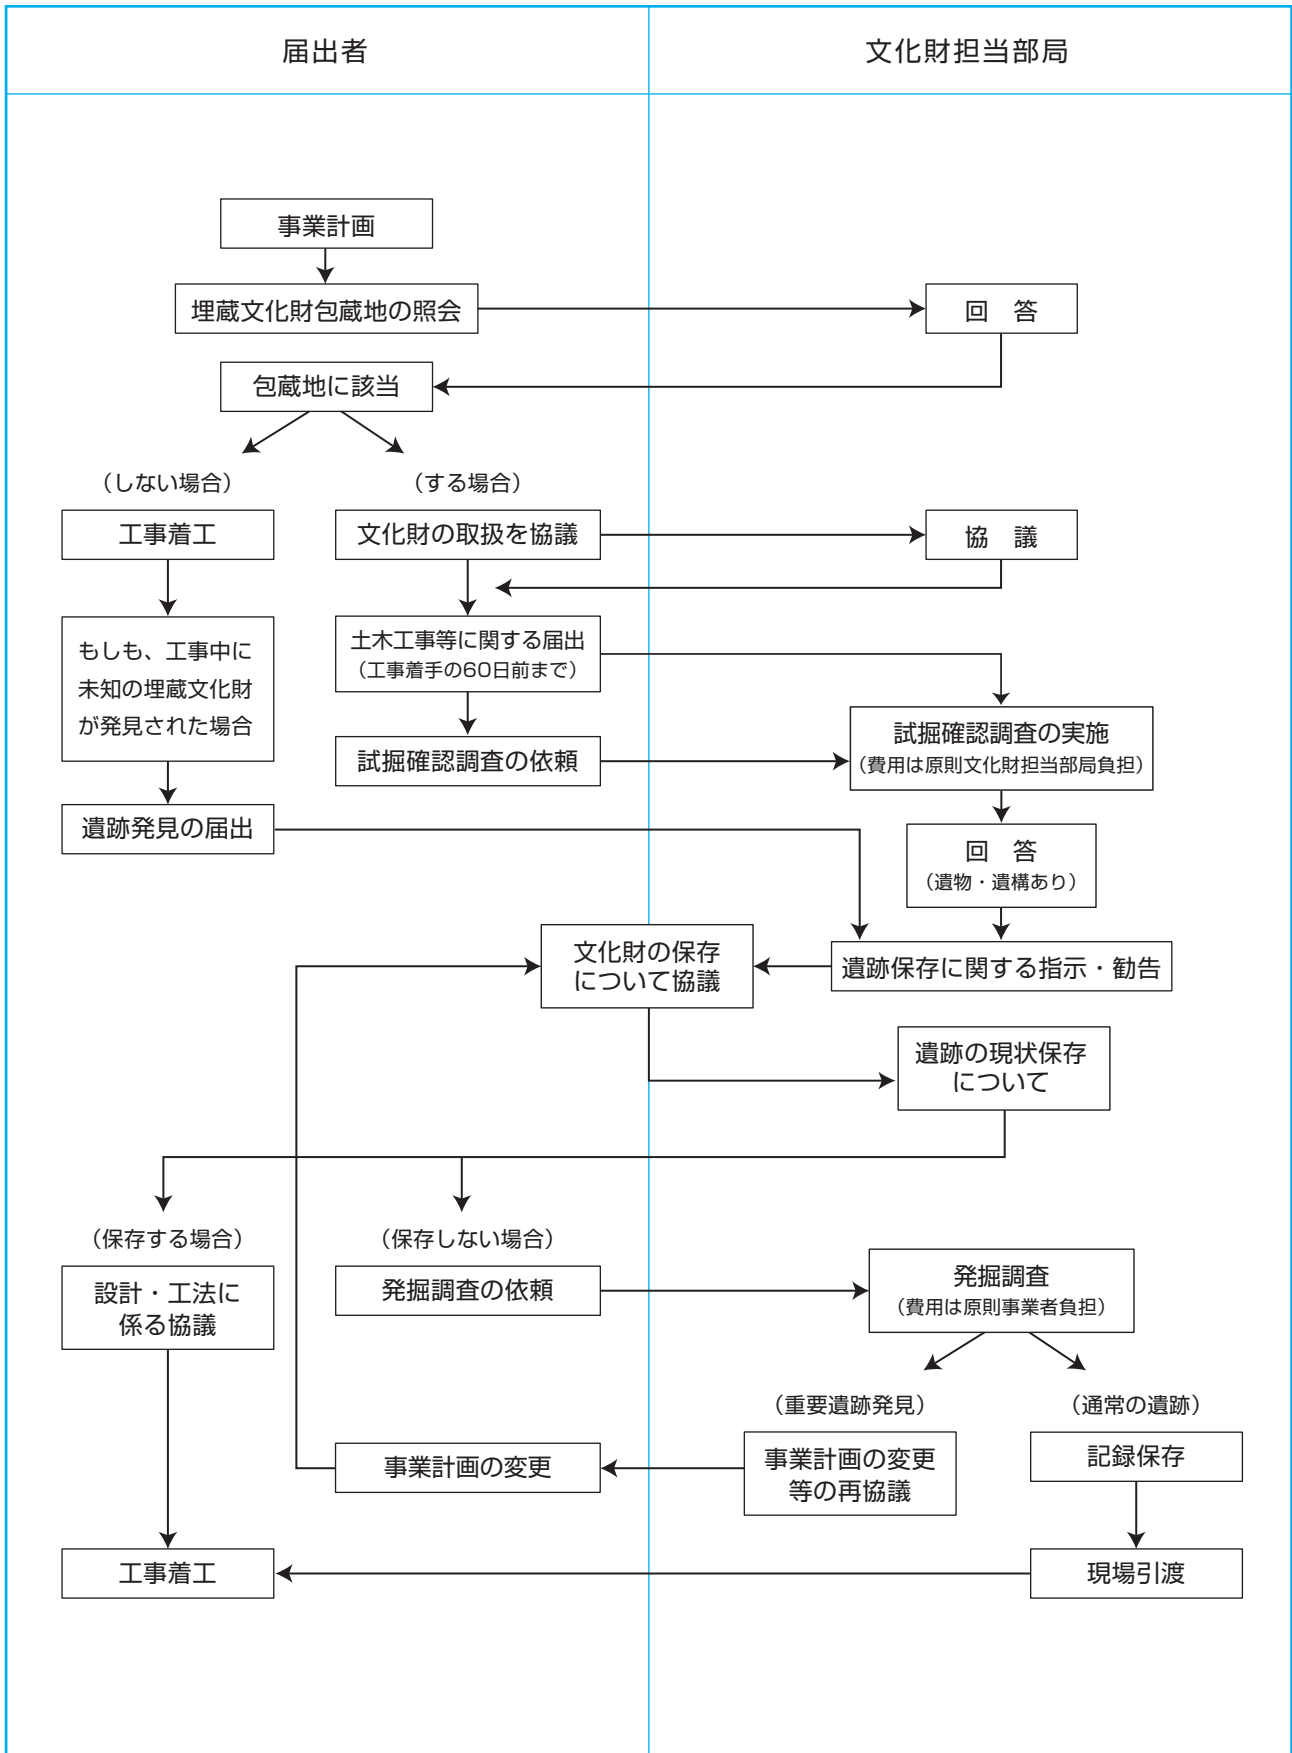 届出者
文化財担当部局
事業計画
埋蔵文化財包蔵地の照会
回　答
包蔵地に該当
（しない場合）
（する場合）
工事着工
文化財の取扱を協議
協　議
もしも、工事中に
未知の埋蔵文化財
が発見された場合
土木工事等に関する届出
（工事着手の60日前まで）
試掘確認調査の依頼
試掘確認調査の実施
（費用は原則文化財担当部局負担）
遺跡発見の届出
回　答
（遺物・遺構あり）
文化財の保存
について協議
遺跡保存に関する指示・勧告
遺跡の現状保存
について
（保存する場合）
（保存しない場合）
設計・工法に
係る協議
発掘調査の依頼
発掘調査
（費用は原則事業者負担）
（重要遺跡発見）
（通常の遺跡）
事業計画の変更
事業計画の変更
等の再協議
記録保存
工事着工
現場引渡